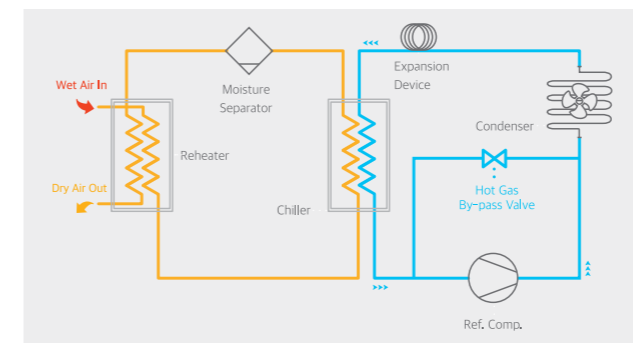 Expansion
Device
Wet Air In
Moisture
Separator
Condenser
Reheater
Dry Air Out
Hot Gas
By-pass Valve
Chiller
Ref. Comp.